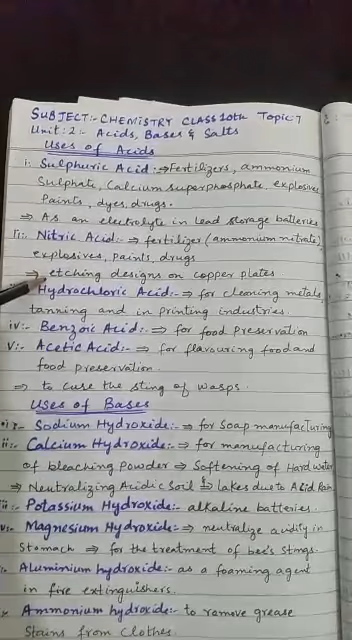 SUBJECT:- CHEMISTRY CLASS 10th Topic 7
Unit: 2:- Acids, Bases & Salts
Uses of Acids
i:- Sulphuric Acid:-⇒ Fertilizers, ammonium
Sulphate, Calcium superphosphate, explosives
Paints, dyes, drugs.
⇒ As an electrolyte in Lead storage batteries
ii:- Nitric Acid:-⇒ fertilizer (ammonium nitrate),
explosives, paints, drugs
⇒ etching designs on copper plates
Hydrochloric Acid:-⇒ for cleaning metals,
tanning and in printing industries.
iv:- Benzoic Acid:-⇒ for food preservation
v:- Acetic Acid:-⇒ for flavouring food and
food preservation.
⇒ to cure the sting of wasps.
Uses of Bases
i:- Sodium Hydroxide:-⇒ for Soap manufacturing
ii:- Calcium Hydroxide:-⇒ for manufacturing
of bleaching Powder ⇒ Softening of Hard Water
⇒ Neutralizing Acidic Soil & lakes due to Acid Rain
Potassium Hydroxide:- alkaline batteries.
Magnesium Hydroxide:-⇒ neutralize acidity in
Stomach ⇒ for the treatment of bee's stings.
Aluminium hydroxide:- as a foaming agent
in fire extinguishers.
Ammonium hydroxide:- to remove grease
Stains from clothes